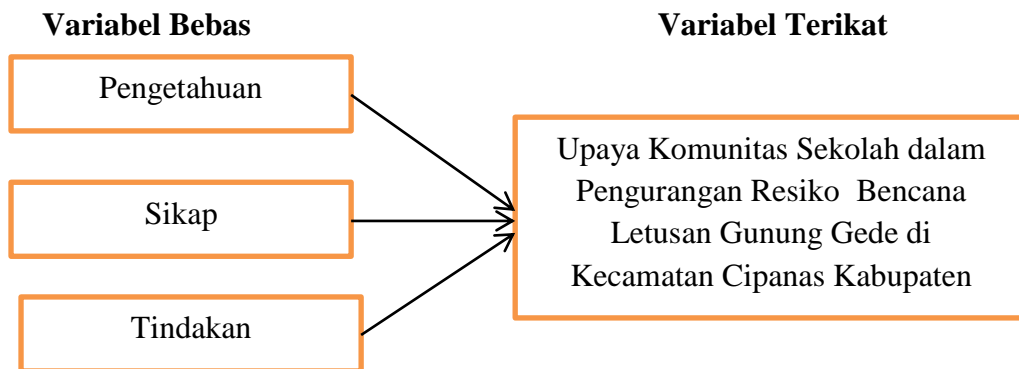 Variabel Bebas
Variabel Terikat
Pengetahuan
Sikap
Tindakan
Upaya Komunitas Sekolah dalam
Pengurangan Resiko Bencana
Letusan Gunung Gede di
Kecamatan Cipanas Kabupaten